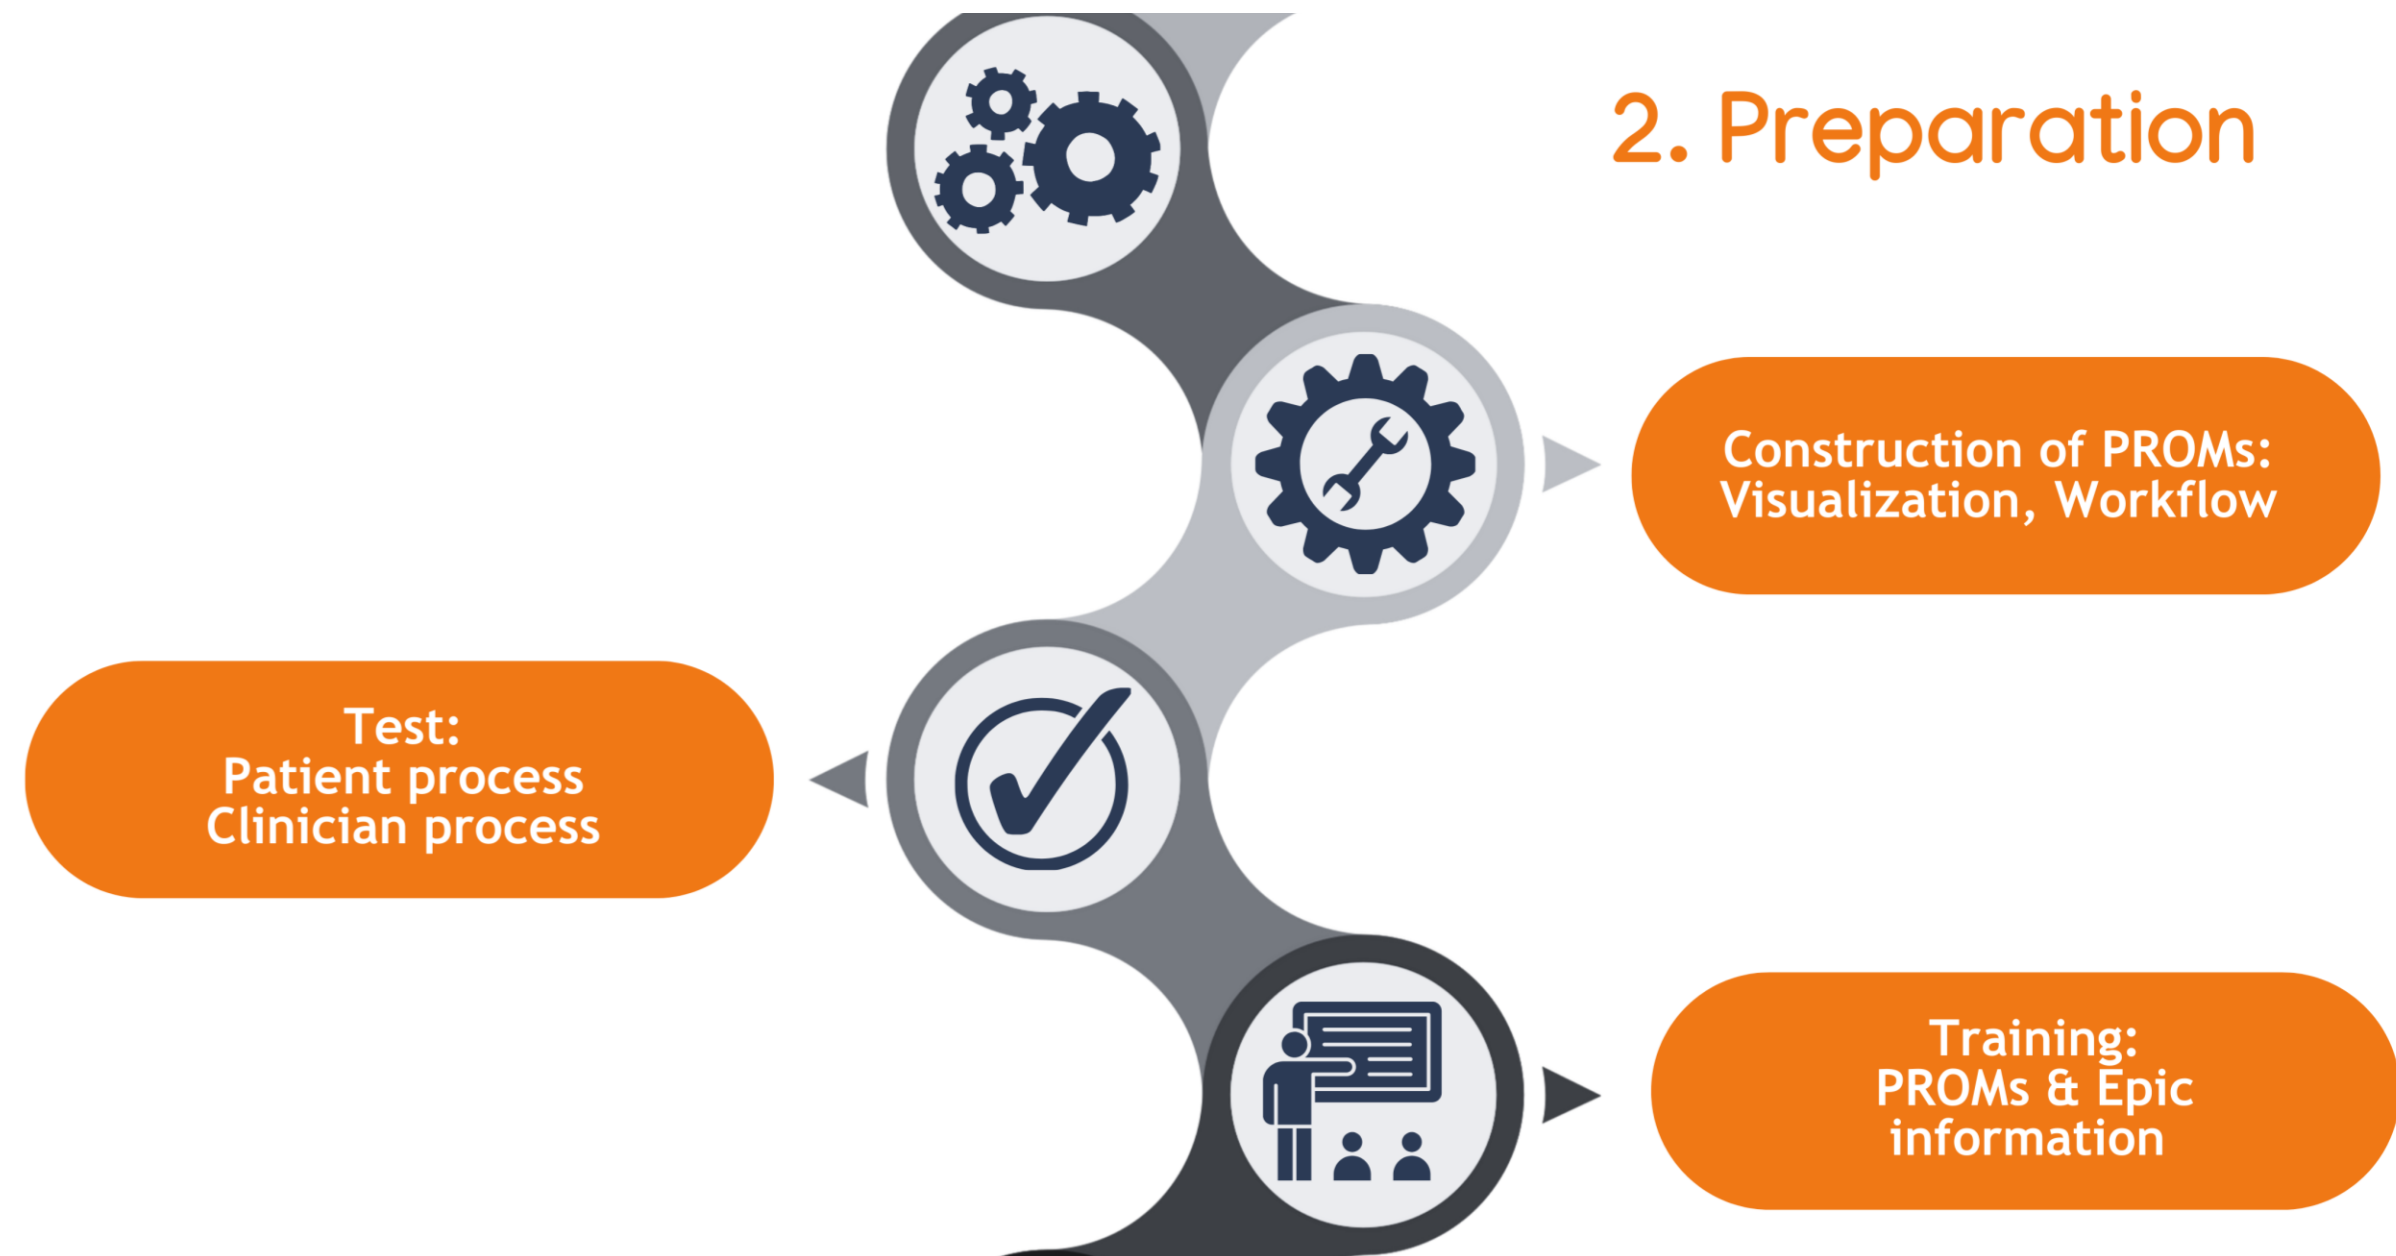 2. Preparation
Construction of PROMs:
Visualization, Workflow
Test:
Patient process
Clinician process
Training:
PROMs & Epic
information